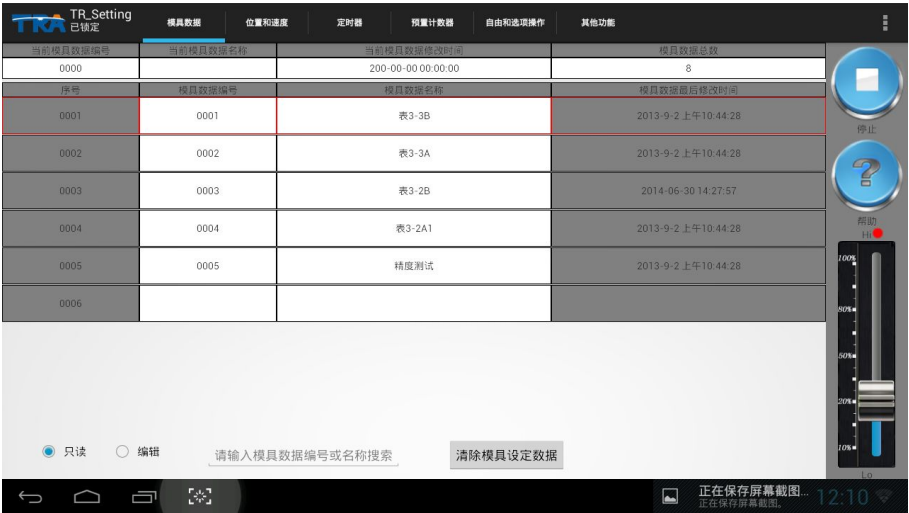 TRA TR_Setting
已锁定
模具数据 位置和速度 定时器 预置计数器 自由和选项操作 其他功能
当前模具数据编号 当前模具数据名称 当前模具数据修改时间 模具数据总数
0000 200-00-00 00:00:00 8
序号 模具数据编号 模具数据名称 模具数据最后修改时间
0001 0001 表3-3B 2013-9-2 上午10:44:28
0002 0002 表3-3A 2013-9-2 上午10:44:28
0003 0003 表3-2B 2014-06-30 14:27:57
0004 0004 表3-2A1 2013-9-2 上午10:44:28
0005 0005 精度测试 2013-9-2 上午10:44:28
0006
停止
帮助
Hi
100%
80%
50%
20%
10%
Lo
只读 编辑 请输入模具数据编号或名称搜索 清除模具设定数据
正在保存屏幕截图...
正在保存屏幕截图。
12:10